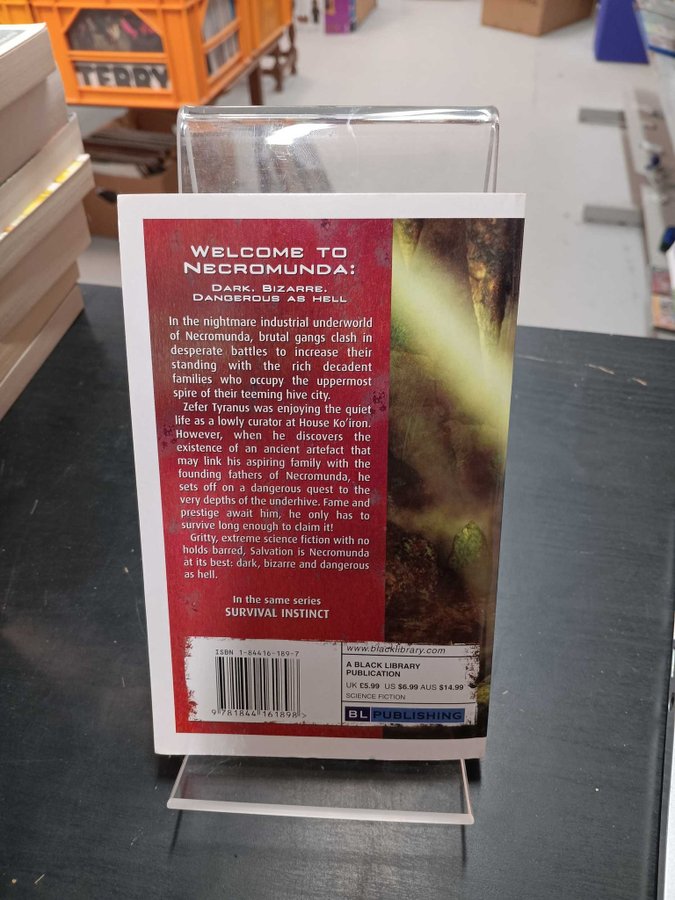 TERRY
WELCOME TO
NECROMUNDA:
DARK. BIZARRE.
DANGEROUS AS HELL
In the nightmare industrial underworld
of Necromunda, brutal gangs clash in
desperate battles to increase their
standing with the rich decadent
families who occupy the uppermost
spire of their teeming hive city.
Zefer Tyranus was enjoying the quiet
life as a lowly curator at House Ko'iron.
However, when he discovers the
existence of an ancient artefact that
may link his aspiring family with the
founding fathers of Necromunda, he
sets off on a dangerous quest to the
very depths of the underhive. Fame and
prestige await him, he only has to
survive long enough to claim it!
Gritty, extreme science fiction with no
holds barred, Salvation is Necromunda
at its best: dark, bizarre and dangerous
as hell.
In the same series
SURVIVAL INSTINCT
ISBN 1-84416-189-7
9 781844 161898 >
www.blacklibrary.com
A BLACK LIBRARY
PUBLICATION
UK £5.99 US $6.99 AUS $14.99
SCIENCE FICTION
BL PUBLISHING